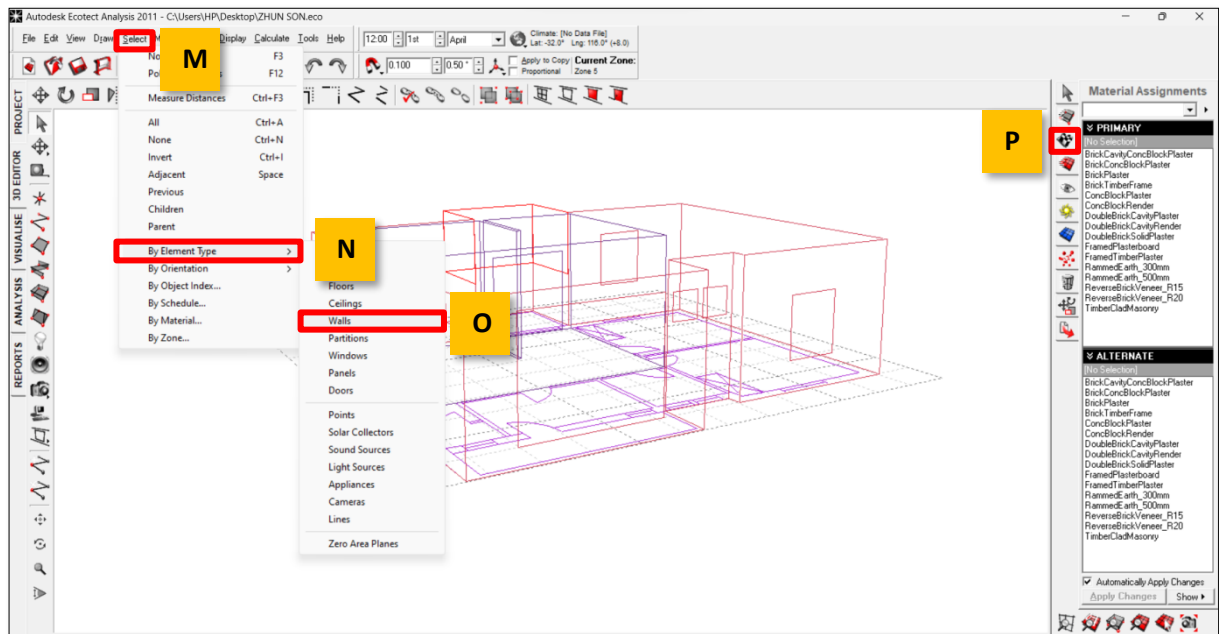 Autodesk Ecotect Analysis 2011 - C:\Users\HP\Desktop\ZHUN SON.eco
File Edit View Draw Select M Display Calculate Tools Help
12:00 1st April
Climate: [No Data File]
Lat: -32.0° Lng: 116.0° (+8.0)
0.100 0.50°
Apply to Copy
Proportional
Current Zone:
Zone 5
M
No F3
Po F12
Measure Distances Ctrl+F3
All Ctrl+A
None Ctrl+N
Invert Ctrl+I
Adjacent Space
Previous
Children
Parent
By Element Type
By Orientation
By Object Index...
By Schedule...
By Material...
By Zone...
N
Floors
Ceilings
Walls
Partitions
Windows
Panels
Doors
Points
Solar Collectors
Sound Sources
Light Sources
Appliances
Cameras
Lines
Zero Area Planes
O
P
PROJECT
3D EDITOR
VISUALISE
ANALYSIS
REPORTS
Material Assignments
PRIMARY
[No Selection]
BrickCavityConcBlockPlaster
BrickConcBlockPlaster
BrickPlaster
BrickTimberFrame
ConcBlockPlaster
ConcBlockRender
DoubleBrickCavityPlaster
DoubleBrickCavityRender
DoubleBrickSolidPlaster
FramedPlasterboard
FramedTimberPlaster
RammedEarth_300mm
RammedEarth_500mm
ReverseBrickVeneer_R15
ReverseBrickVeneer_R20
TimberCladMasonry
ALTERNATE
[No Selection]
BrickCavityConcBlockPlaster
BrickConcBlockPlaster
BrickPlaster
BrickTimberFrame
ConcBlockPlaster
ConcBlockRender
DoubleBrickCavityPlaster
DoubleBrickCavityRender
DoubleBrickSolidPlaster
FramedPlasterboard
FramedTimberPlaster
RammedEarth_300mm
RammedEarth_500mm
ReverseBrickVeneer_R15
ReverseBrickVeneer_R20
TimberCladMasonry
Automatically Apply Changes
Apply Changes Show